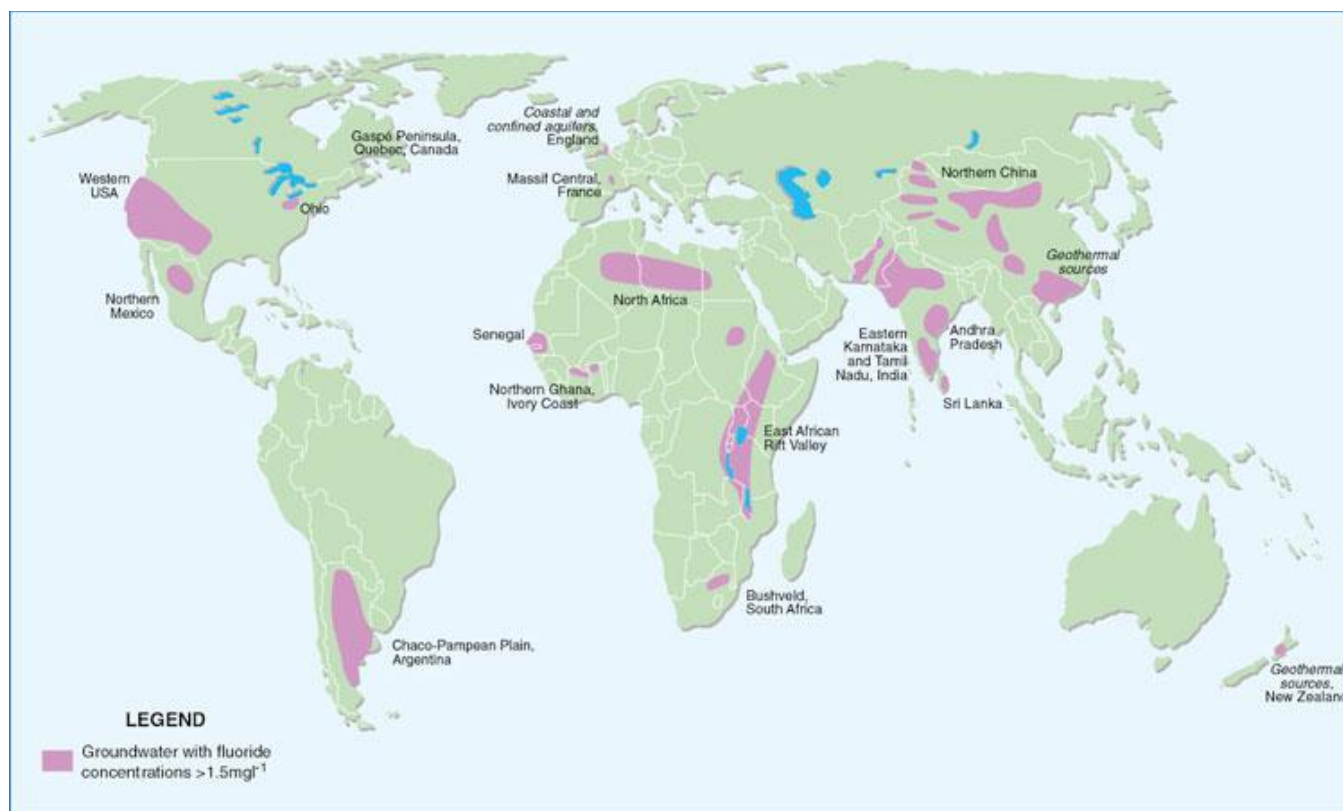 Coastal and
confined aquifers,
England
Gaspé Peninsula,
Quebec, Canada
Western
USA
Massif Central,
France
Northern China
Ohio
Geothermal
sources
Northern
Mexico
North Africa
Senegal
Eastern
Karnataka
and Tamil
Nadu, India
Andhra
Pradesh
Northern Ghana,
Ivory Coast
Sri Lanka
East African
Rift Valley
Bushveld,
South Africa
Chaco-Pampean Plain,
Argentina
Geothermal
sources,
New Zealand
LEGEND
Groundwater with fluoride
concentrations >1.5mgl⁻¹